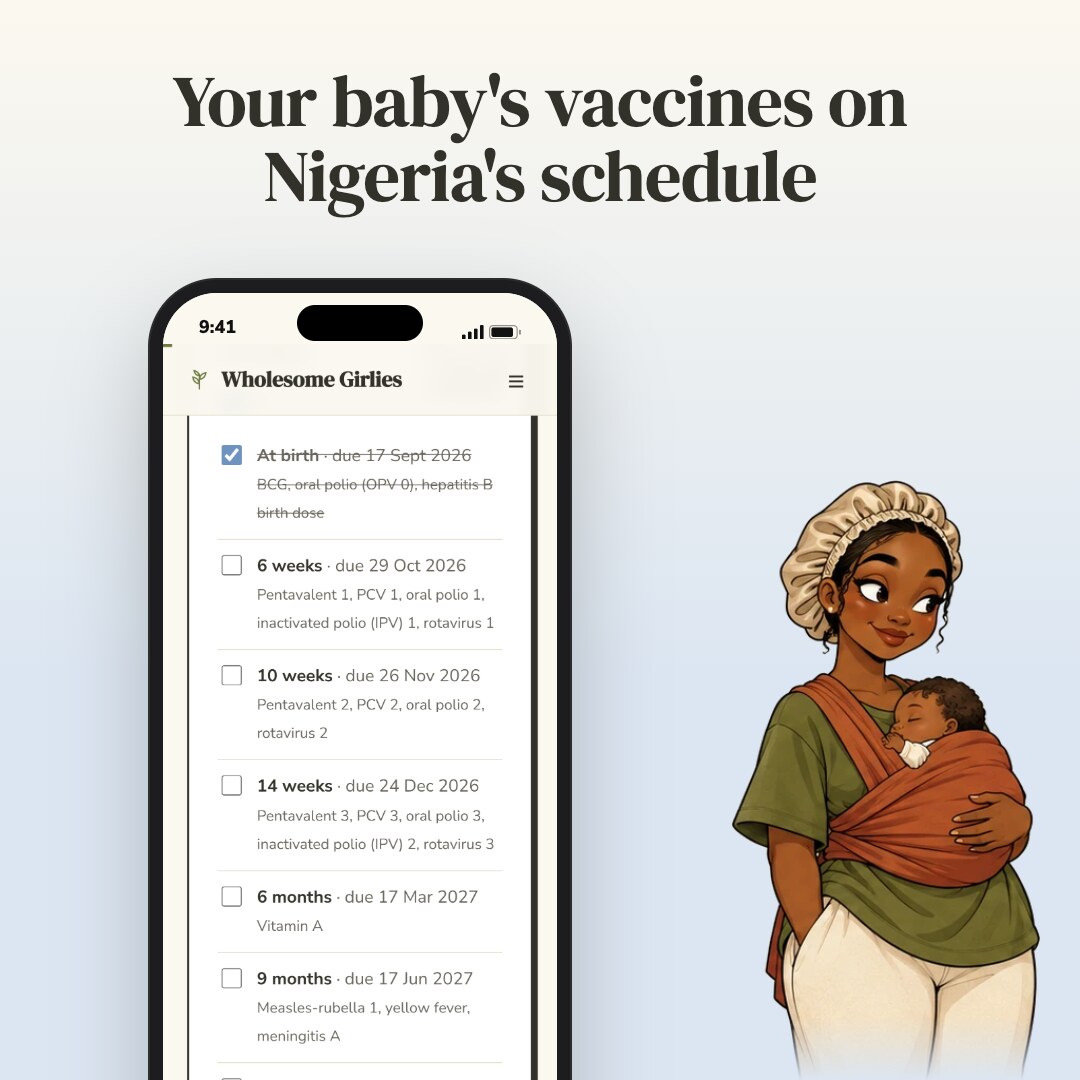 Your baby's vaccines on
Nigeria's schedule
9:41
Wholesome Girlies
At birth · due 17 Sept 2026
BCG, oral polio (OPV 0), hepatitis B
birth dose
6 weeks · due 29 Oct 2026
Pentavalent 1, PCV 1, oral polio 1,
inactivated polio (IPV) 1, rotavirus 1
10 weeks · due 26 Nov 2026
Pentavalent 2, PCV 2, oral polio 2,
rotavirus 2
14 weeks · due 24 Dec 2026
Pentavalent 3, PCV 3, oral polio 3,
inactivated polio (IPV) 2, rotavirus 3
6 months · due 17 Mar 2027
Vitamin A
9 months · due 17 Jun 2027
Measles-rubella 1, yellow fever,
meningitis A